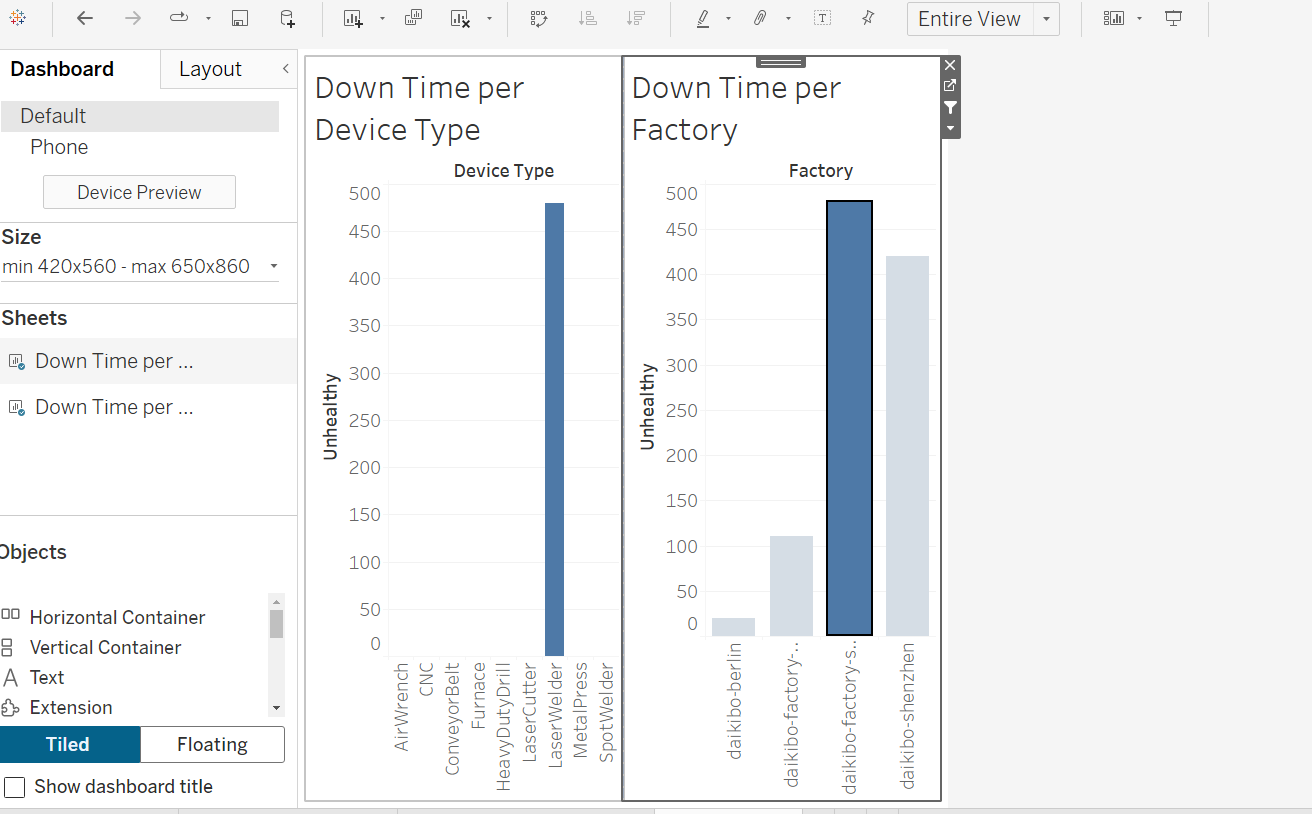 Entire View
Dashboard
Layout
Default
Phone
Device Preview
Size
min 420x560 - max 650x860
Sheets
Down Time per ...
Down Time per ...
Objects
Horizontal Container
Vertical Container
Text
Extension
Tiled
Floating
Show dashboard title
Down Time per
Device Type
Device Type
Unhealthy
500
450
400
350
300
250
200
150
100
50
0
AirWrench
CNC
ConveyorBelt
Furnace
HeavyDutyDrill
LaserCutter
LaserWelder
MetalPress
SpotWelder
Down Time per
Factory
Factory
Unhealthy
500
450
400
350
300
250
200
150
100
50
0
daikibo-berlin
daikibo-factory-..
daikibo-factory-s..
daikibo-shenzhen